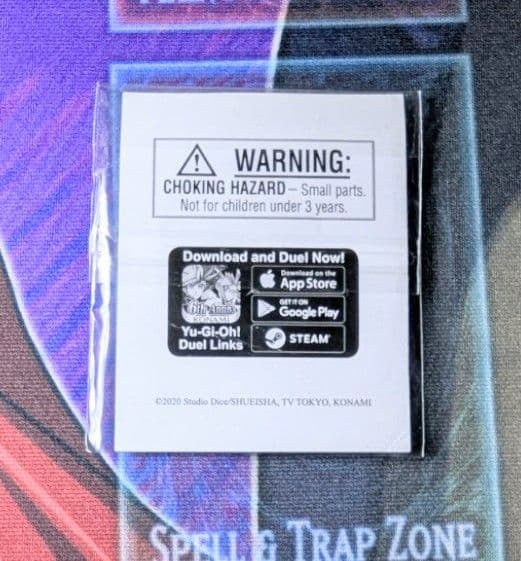 WARNING:
CHOKING HAZARD – Small parts.
Not for children under 3 years.
Download and Duel Now!
Download on the
App Store
GET IT ON
Google Play
KONAMI
Yu-Gi-Oh!
Duel Links
STEAM
©2020 Studio Dice/SHUEISHA, TV TOKYO, KONAMI
SPELL & TRAP ZONE